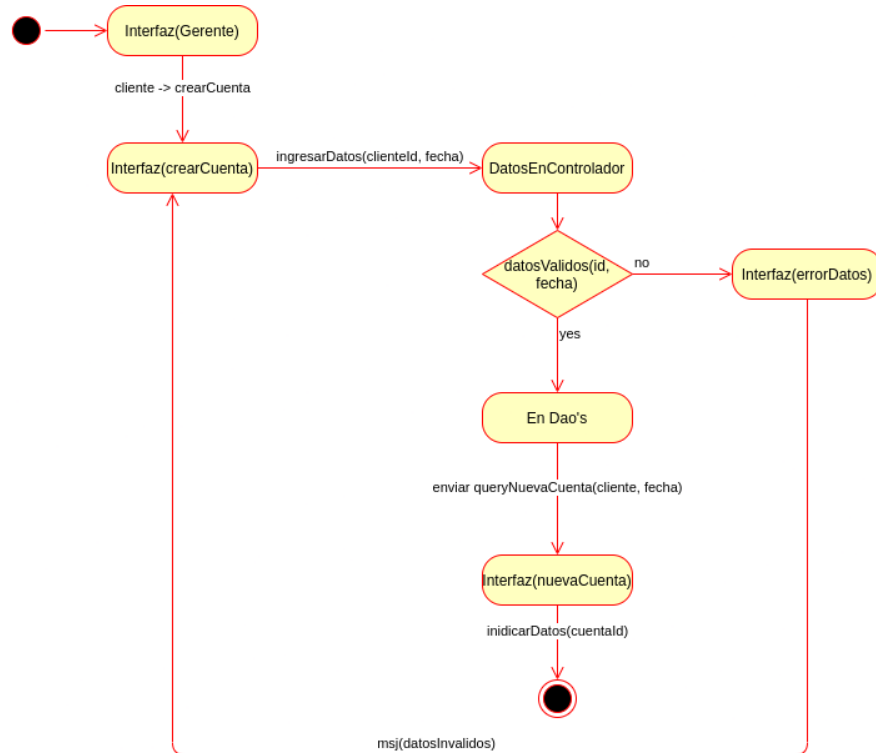 Interfaz(Gerente)
cliente -> crearCuenta
Interfaz(crearCuenta)
ingresarDatos(clienteId, fecha)
DatosEnControlador
datosValidos(id,
fecha)
no
Interfaz(errorDatos)
yes
En Dao's
enviar queryNuevaCuenta(cliente, fecha)
Interfaz(nuevaCuenta)
inidicarDatos(cuentaId)
msj(datosInvalidos)